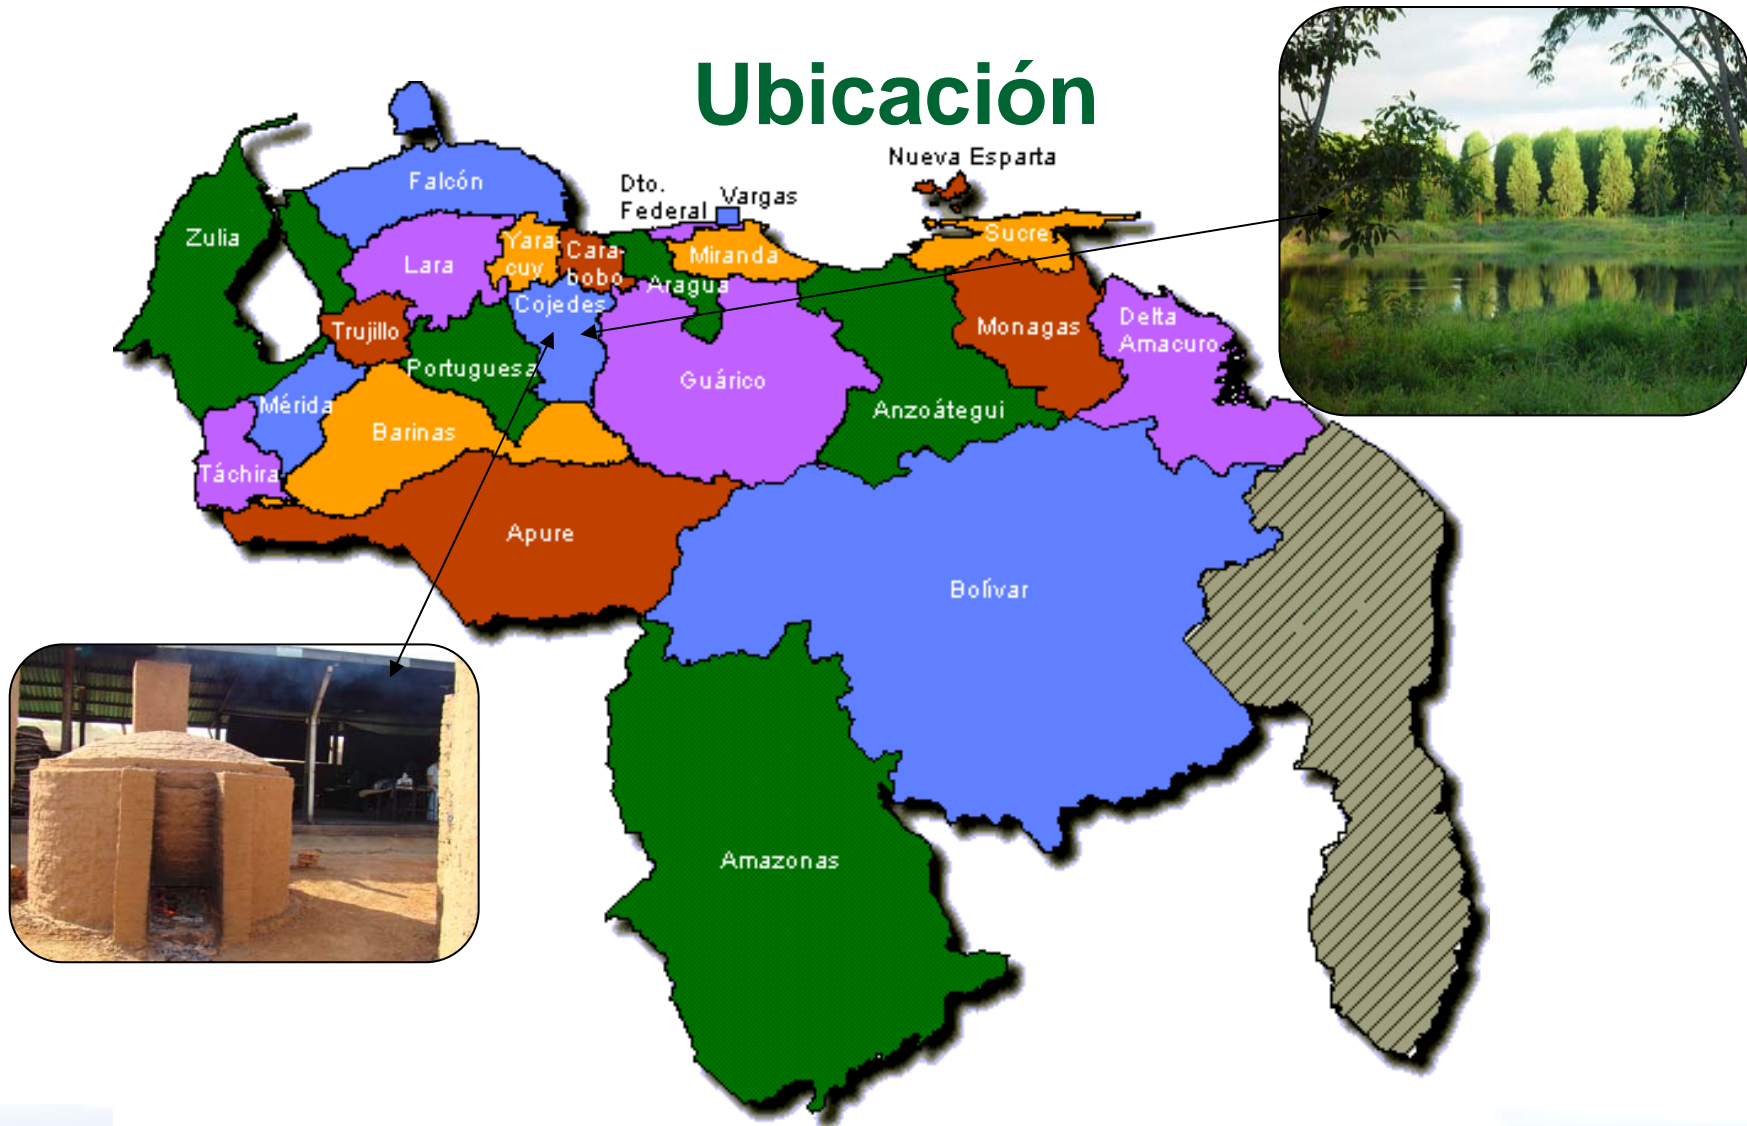 Ubicación
Nueva Esparta
Dto.
Federal
Vargas
Falcón
Zulia
Lara
Yara-
cuy
Cara-
bobo
Aragua
Miranda
Sucre
Cojedes
Trujillo
Portuguesa
Guárico
Monagas
Delta
Amacuro
Anzoátegui
Mérida
Barinas
Táchira
Apure
Bolívar
Amazonas